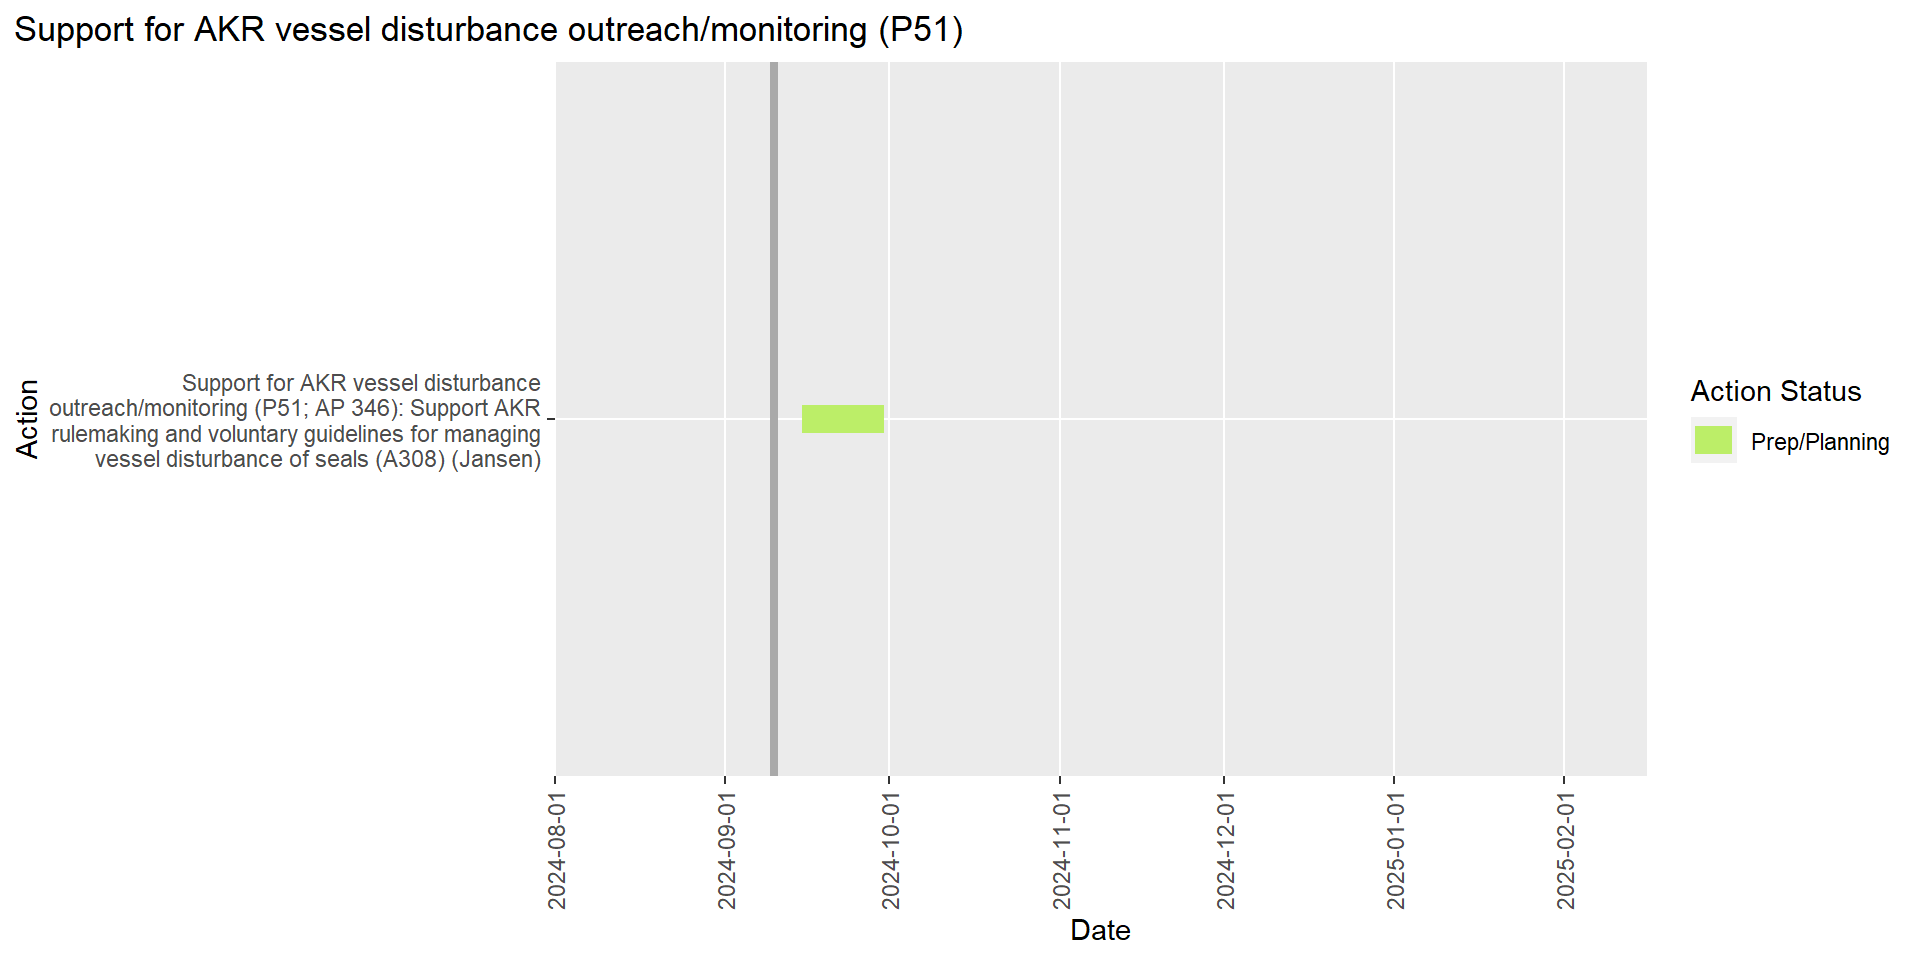 Support for AKR vessel disturbance outreach/monitoring (P51)
Action
Support for AKR vessel disturbance
outreach/monitoring (P51; AP 346): Support AKR
rulemaking and voluntary guidelines for managing
vessel disturbance of seals (A308) (Jansen)
Action Status
Prep/Planning
2024-08-01
2024-09-01
2024-10-01
2024-11-01
2024-12-01
2025-01-01
2025-02-01
Date